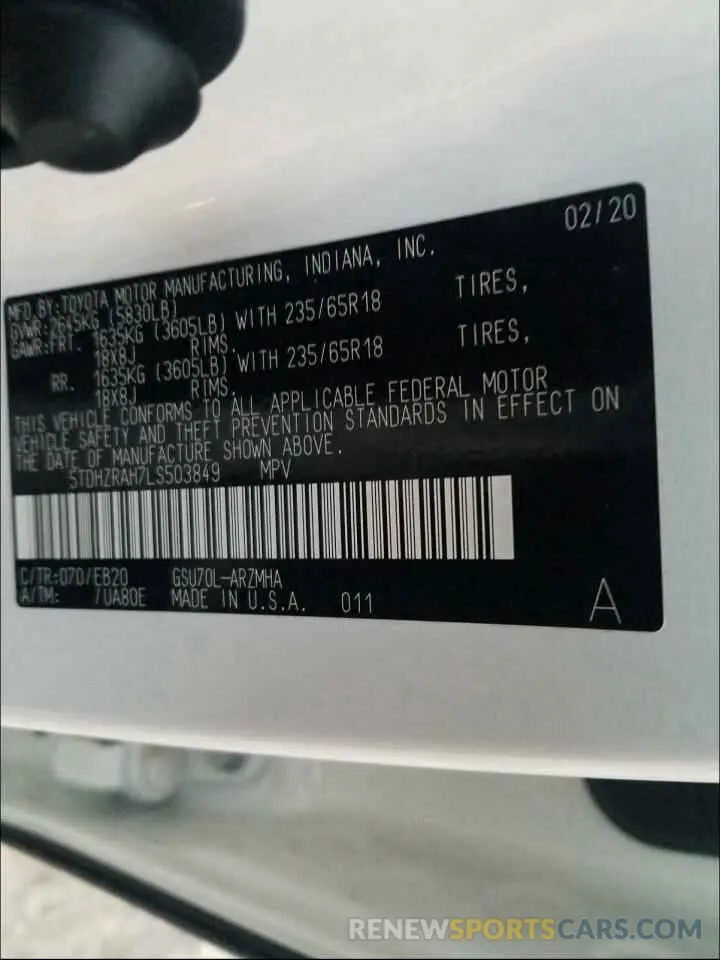 02/20
MFD.BY:TOYOTA MOTOR MANUFACTURING, INDIANA, INC.
GVWR:2645KG (5830LB)
GAWR:FRT. 1635KG (3605LB) WITH 235/65R18 TIRES,
18X8J RIMS.
RR. 1635KG (3605LB) WITH 235/65R18 TIRES,
18X8J RIMS.
THIS VEHICLE CONFORMS TO ALL APPLICABLE FEDERAL MOTOR
VEHICLE SAFETY AND THEFT PREVENTION STANDARDS IN EFFECT ON
THE DATE OF MANUFACTURE SHOWN ABOVE.
5TDHZRAH7LS503849 MPV
C/TR:070/EB20 GSU70L-ARZMHA
A/TM: /UA80E MADE IN U.S.A. 011
A
RENEWSPORTSCARS.COM